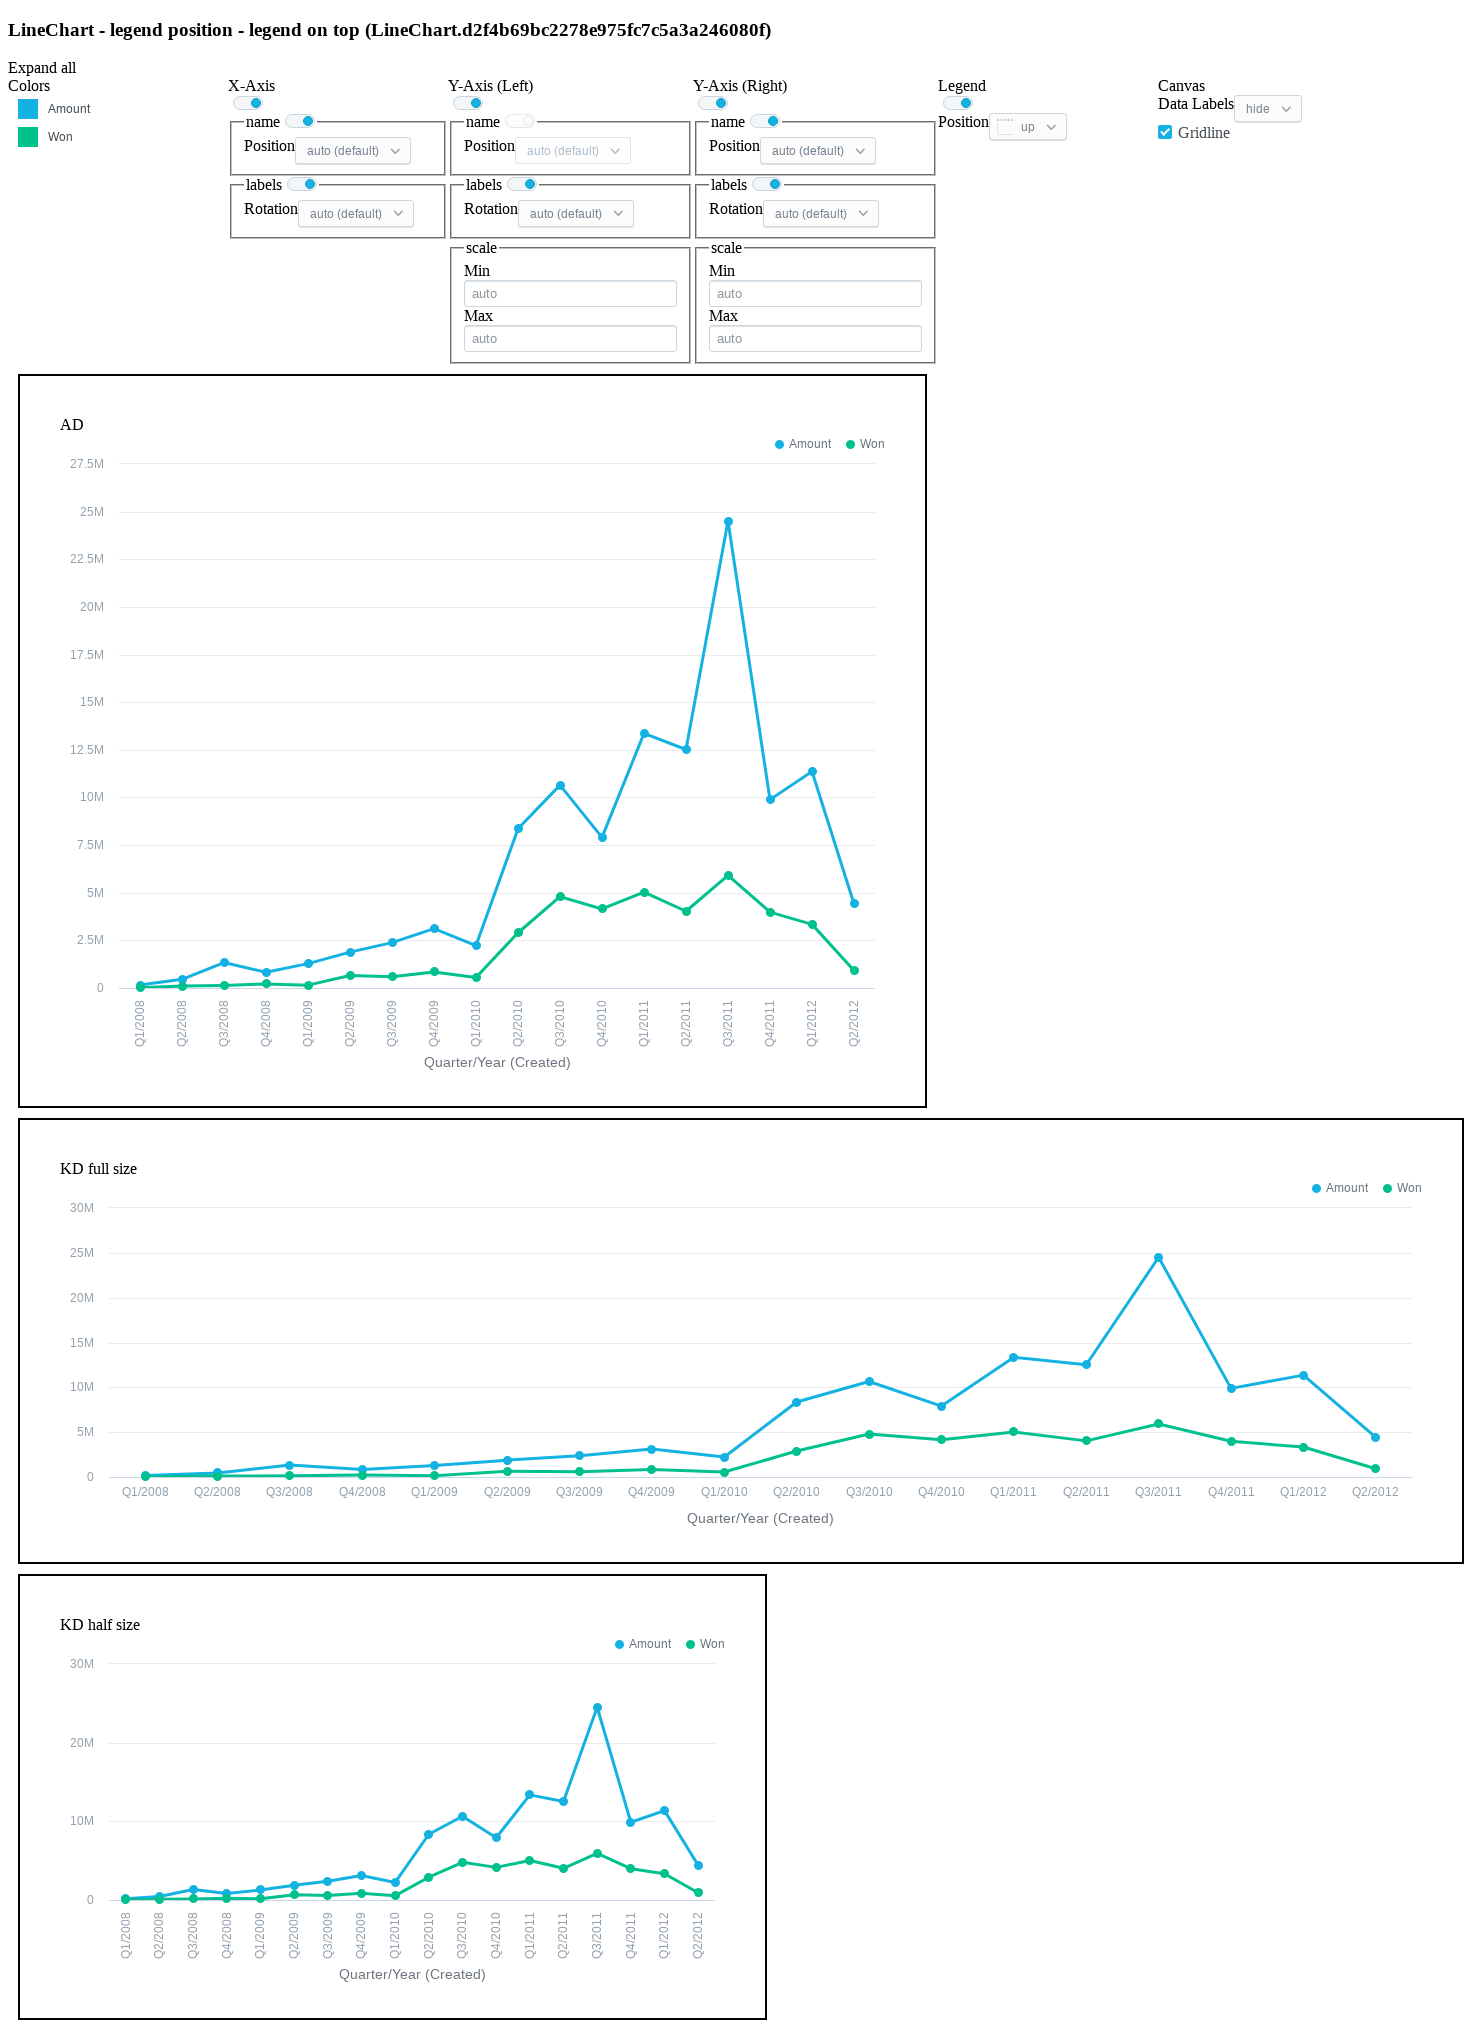 LineChart - legend position - legend on top (LineChart.d2f4b69bc2278e975fc7c5a3a246080f)
Expand all
Colors
Amount
Won
X-Axis
name
Position auto (default)
labels
Rotation auto (default)
Y-Axis (Left)
name
Position auto (default)
labels
Rotation auto (default)
scale
Min
auto
Max
auto
Y-Axis (Right)
name
Position auto (default)
labels
Rotation auto (default)
scale
Min
auto
Max
auto
Legend
Position up
Canvas
Data Labels hide
Gridline
AD
Amount Won
27.5M
25M
22.5M
20M
17.5M
15M
12.5M
10M
7.5M
5M
2.5M
0
Q1/2008 Q2/2008 Q3/2008 Q4/2008 Q1/2009 Q2/2009 Q3/2009 Q4/2009 Q1/2010 Q2/2010 Q3/2010 Q4/2010 Q1/2011 Q2/2011 Q3/2011 Q4/2011 Q1/2012 Q2/2012
Quarter/Year (Created)
KD full size
Amount Won
30M
25M
20M
15M
10M
5M
0
Q1/2008 Q2/2008 Q3/2008 Q4/2008 Q1/2009 Q2/2009 Q3/2009 Q4/2009 Q1/2010 Q2/2010 Q3/2010 Q4/2010 Q1/2011 Q2/2011 Q3/2011 Q4/2011 Q1/2012 Q2/2012
Quarter/Year (Created)
KD half size
Amount Won
30M
20M
10M
0
Q1/2008 Q2/2008 Q3/2008 Q4/2008 Q1/2009 Q2/2009 Q3/2009 Q4/2009 Q1/2010 Q2/2010 Q3/2010 Q4/2010 Q1/2011 Q2/2011 Q3/2011 Q4/2011 Q1/2012 Q2/2012
Quarter/Year (Created)